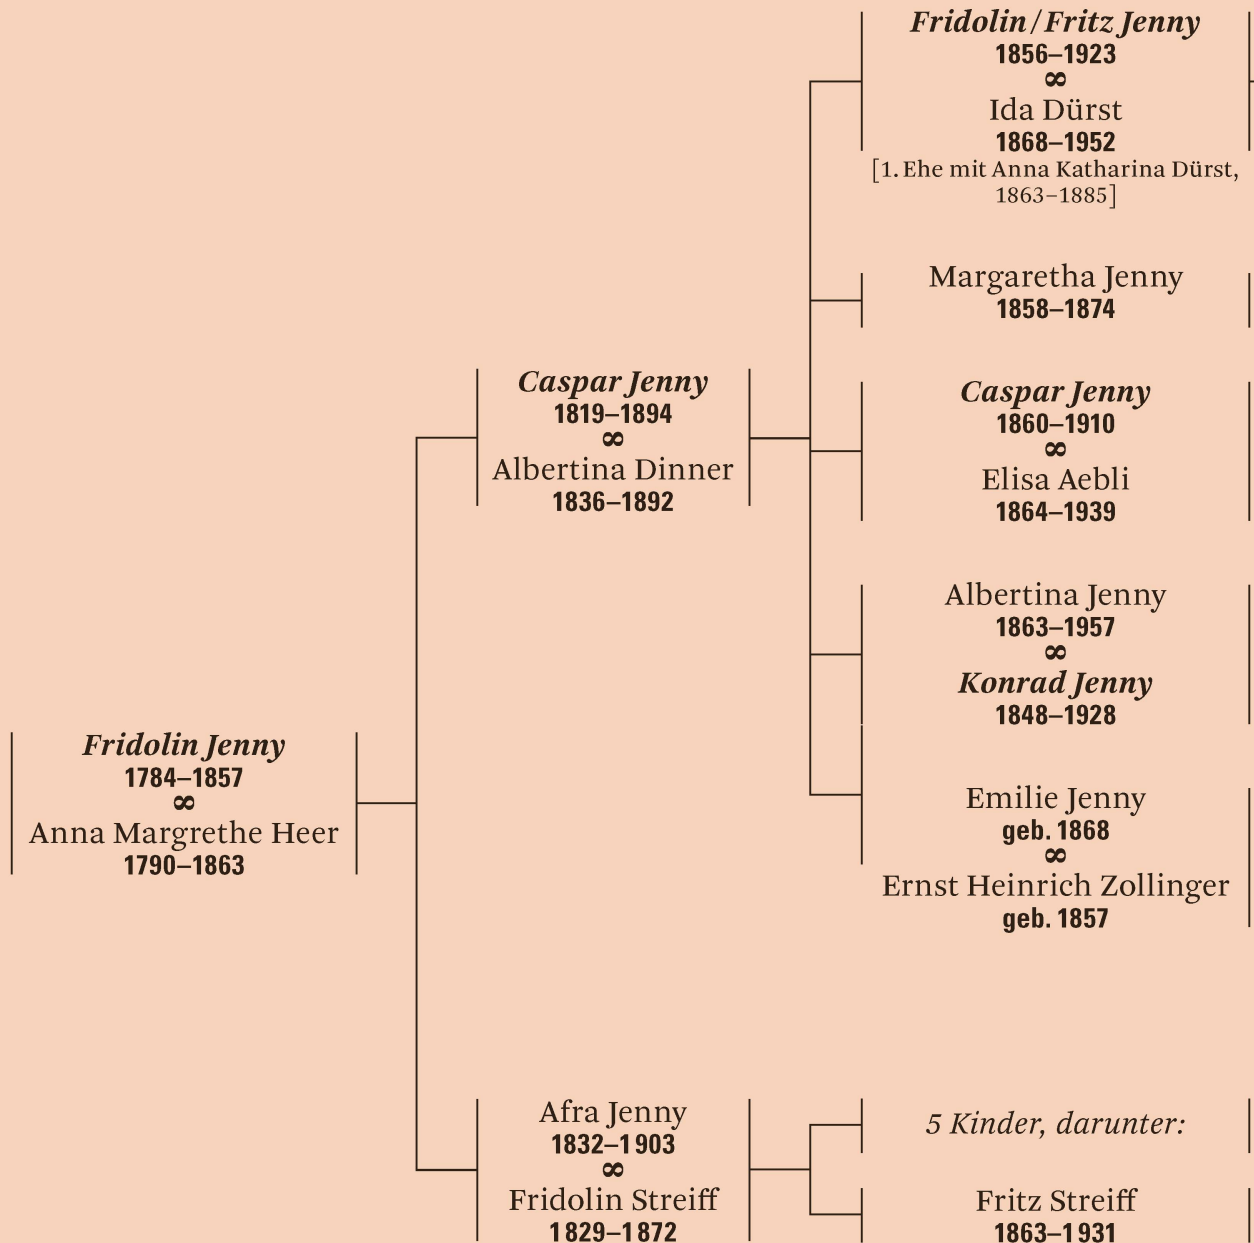 Fridolin/Fritz Jenny
1856–1923
∞
Ida Dürst
1868–1952
[1. Ehe mit Anna Katharina Dürst,
1863–1885]
Margaretha Jenny
1858–1874
Caspar Jenny
1819–1894
∞
Albertina Dinner
1836–1892
Caspar Jenny
1860–1910
∞
Elisa Aebli
1864–1939
Albertina Jenny
1863–1957
∞
Konrad Jenny
1848–1928
Fridolin Jenny
1784–1857
∞
Anna Margrethe Heer
1790–1863
Emilie Jenny
geb. 1868
∞
Ernst Heinrich Zollinger
geb. 1857
Afra Jenny
1832–1903
∞
Fridolin Streiff
1829–1872
5 Kinder, darunter:
Fritz Streiff
1863–1931